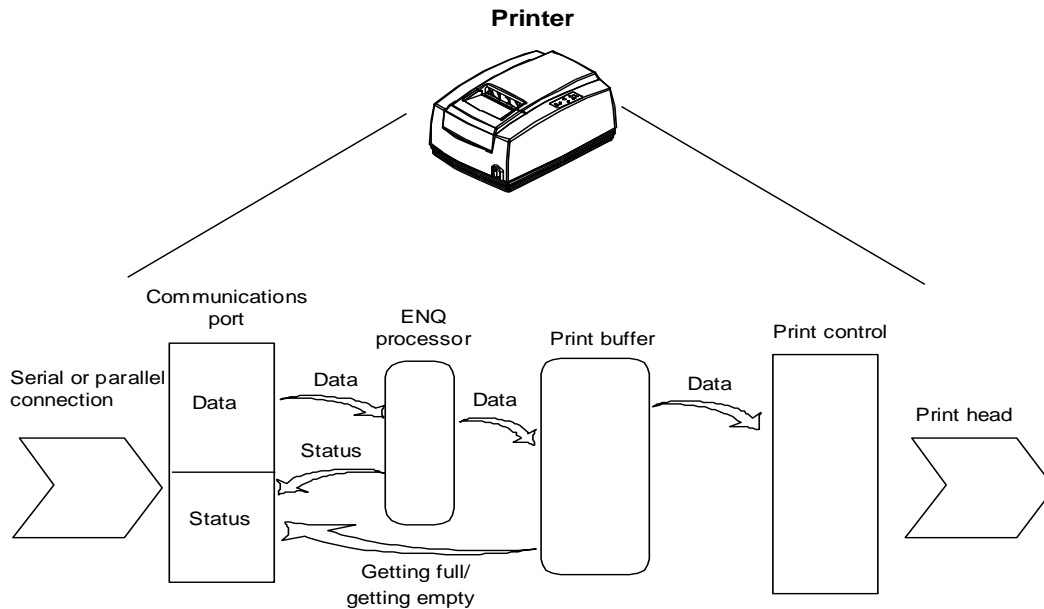 Printer
Communications
port
ENQ
processor
Print buffer
Print control
Serial or parallel
connection
Data
Data
Data
Data
Print head
Status
Status
Getting full/
getting empty